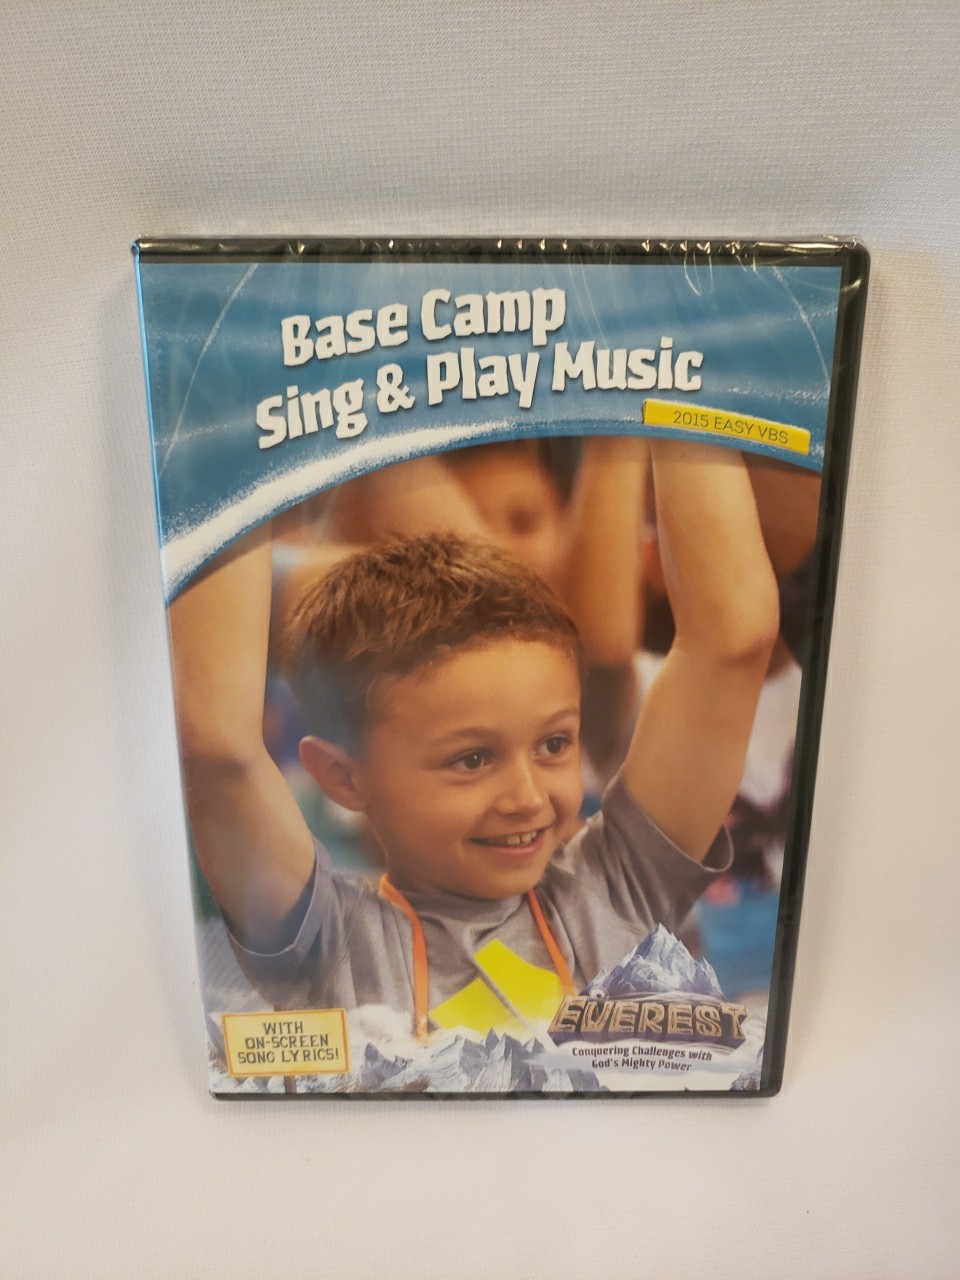 Base Camp
Sing & Play Music
2015 EASY VBS
WITH
ON-SCREEN
SONG LYRICS!
EVEREST
Conquering Challenges with
God's Mighty Power